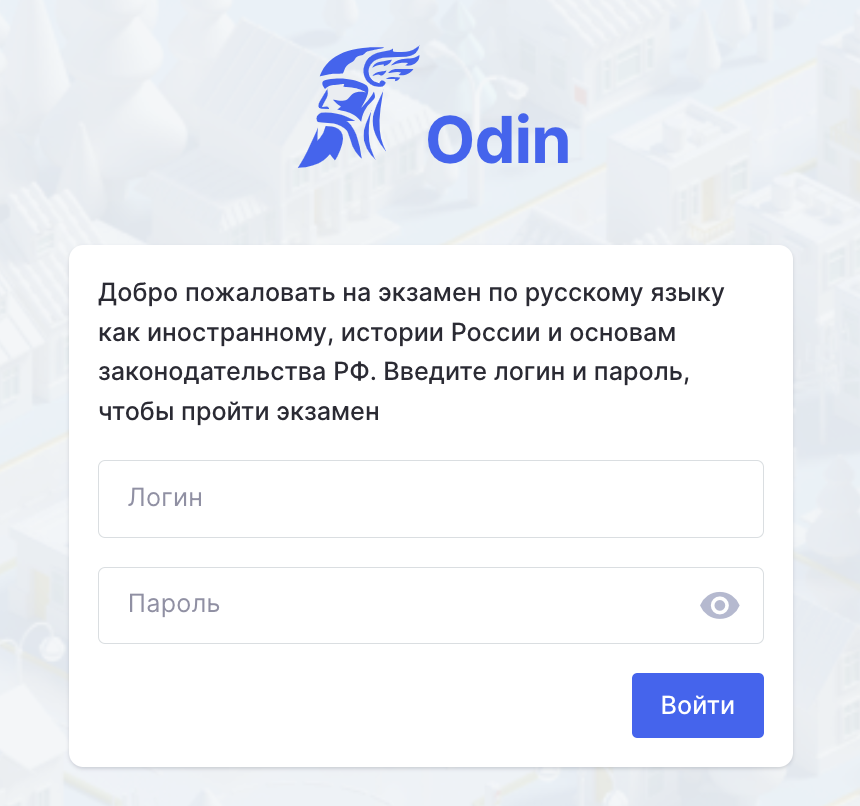 Odin
Добро пожаловать на экзамен по русскому языку
как иностранному, истории России и основам
законодательства РФ. Введите логин и пароль,
чтобы пройти экзамен
Логин
Пароль
Войти